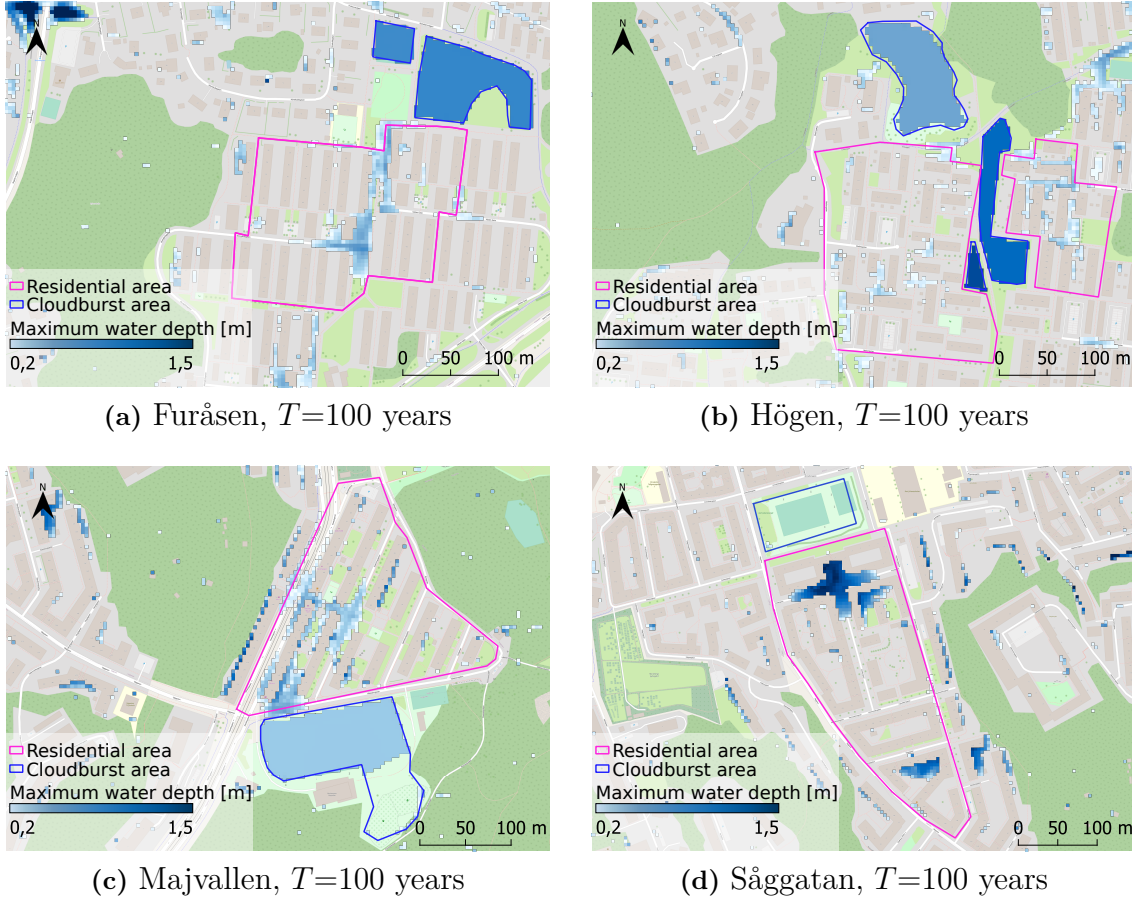 N
Residential area
Cloudburst area
Maximum water depth [m]
0,2 1,5
0 50 100 m
(a) Furåsen, T=100 years
N
Residential area
Cloudburst area
Maximum water depth [m]
0,2 1,5
0 50 100 m
(b) Högen, T=100 years
N
Residential area
Cloudburst area
Maximum water depth [m]
0,2 1,5
0 50 100 m
(c) Majvallen, T=100 years
N
Residential area
Cloudburst area
Maximum water depth [m]
0,2 1,5
0 50 100 m
(d) Såggatan, T=100 years